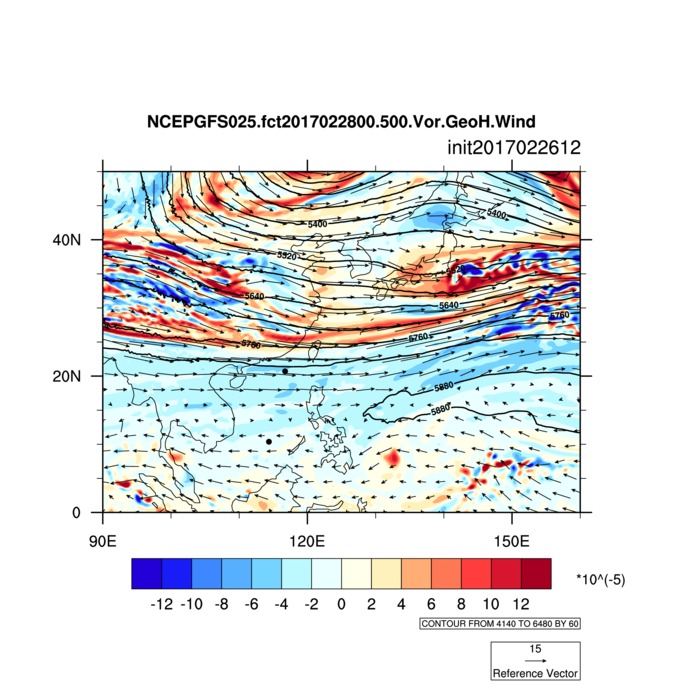 NCEPGFS025.fct2017022800.500.Vor.GeoH.Wind
init2017022612
5400
5400
40N
5520
5520
5640
5640
5760
5760
5760
20N
5880
5880
0
90E 120E 150E
-12 -10 -8 -6 -4 -2 0 2 4 6 8 10 12
*10^(-5)
CONTOUR FROM 4140 TO 6480 BY 60
15
Reference Vector